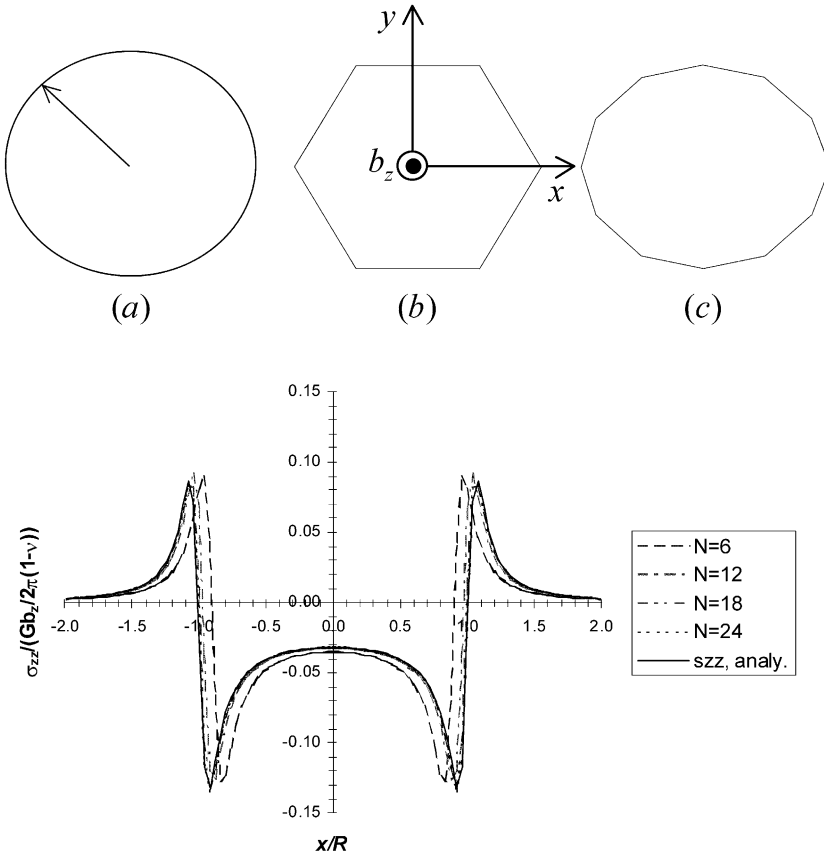 y
b_z
x
(a)
(b)
(c)
0.15
0.10
0.05
0.00
-2.0 -1.5 -1.0 -0.5 0.0 0.5 1.0 1.5 2.0
-0.05
-0.10
-0.15
σzz/(Gbz/2π(1-ν))
x/R
N=6
N=12
N=18
N=24
szz, analy.